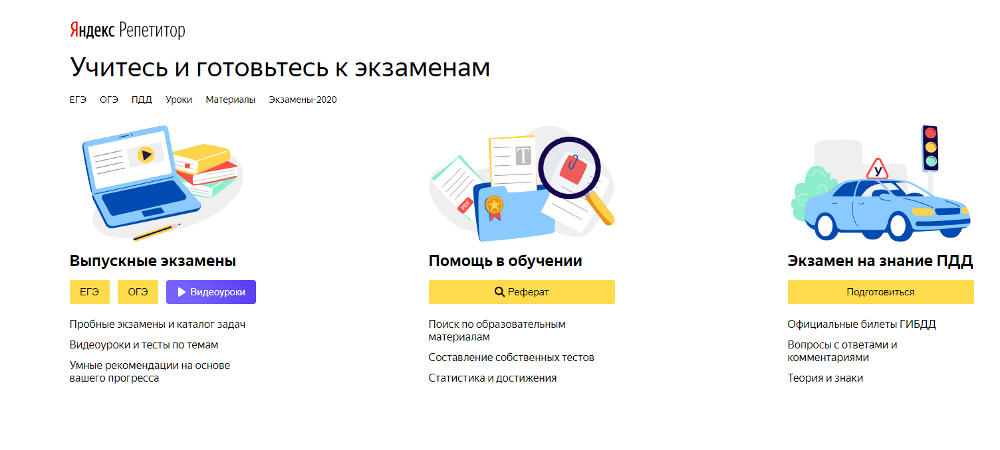 Яндекс Репетитор
Учитесь и готовьтесь к экзаменам
ЕГЭ ОГЭ ПДД Уроки Материалы Экзамены-2020
T
PDF
У
Выпускные экзамены
ЕГЭ ОГЭ Видеоуроки
Пробные экзамены и каталог задач
Видеоуроки и тесты по темам
Умные рекомендации на основе
вашего прогресса
Помощь в обучении
Реферат
Поиск по образовательным
материалам
Составление собственных тестов
Статистика и достижения
Экзамен на знание ПДД
Подготовиться
Официальные билеты ГИБДД
Вопросы с ответами и
комментариями
Теория и знаки